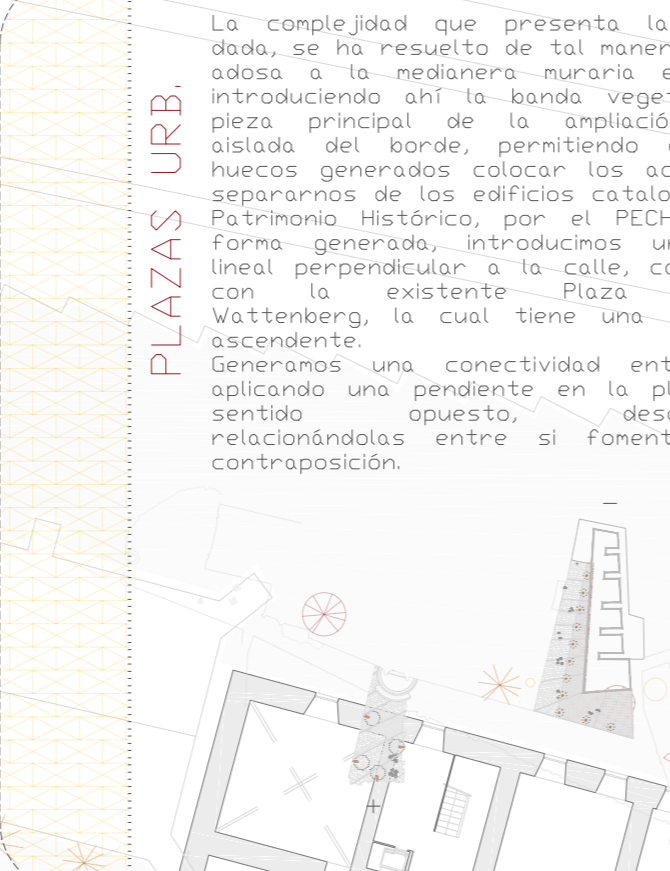 PLAZAS URB.
La complejidad que presenta la
dada, se ha resuelto de tal maner
adosa a la medianera muraria e
introduciendo ahí la banda veget
pieza principal de la ampliació
aislada del borde, permitiendo
huecos generados colocar los ac
separarnos de los edificios catalo
Patrimonio Histórico, por el PECH
forma generada, introducimos un
lineal perpendicular a la calle, co
con la existente Plaza
Wattenberg, la cual tiene una
ascendente.
Generamos una conectividad ent
aplicando una pendiente en la pl
sentido opuesto, desc
relacionándolas entre si foment
contraposición.